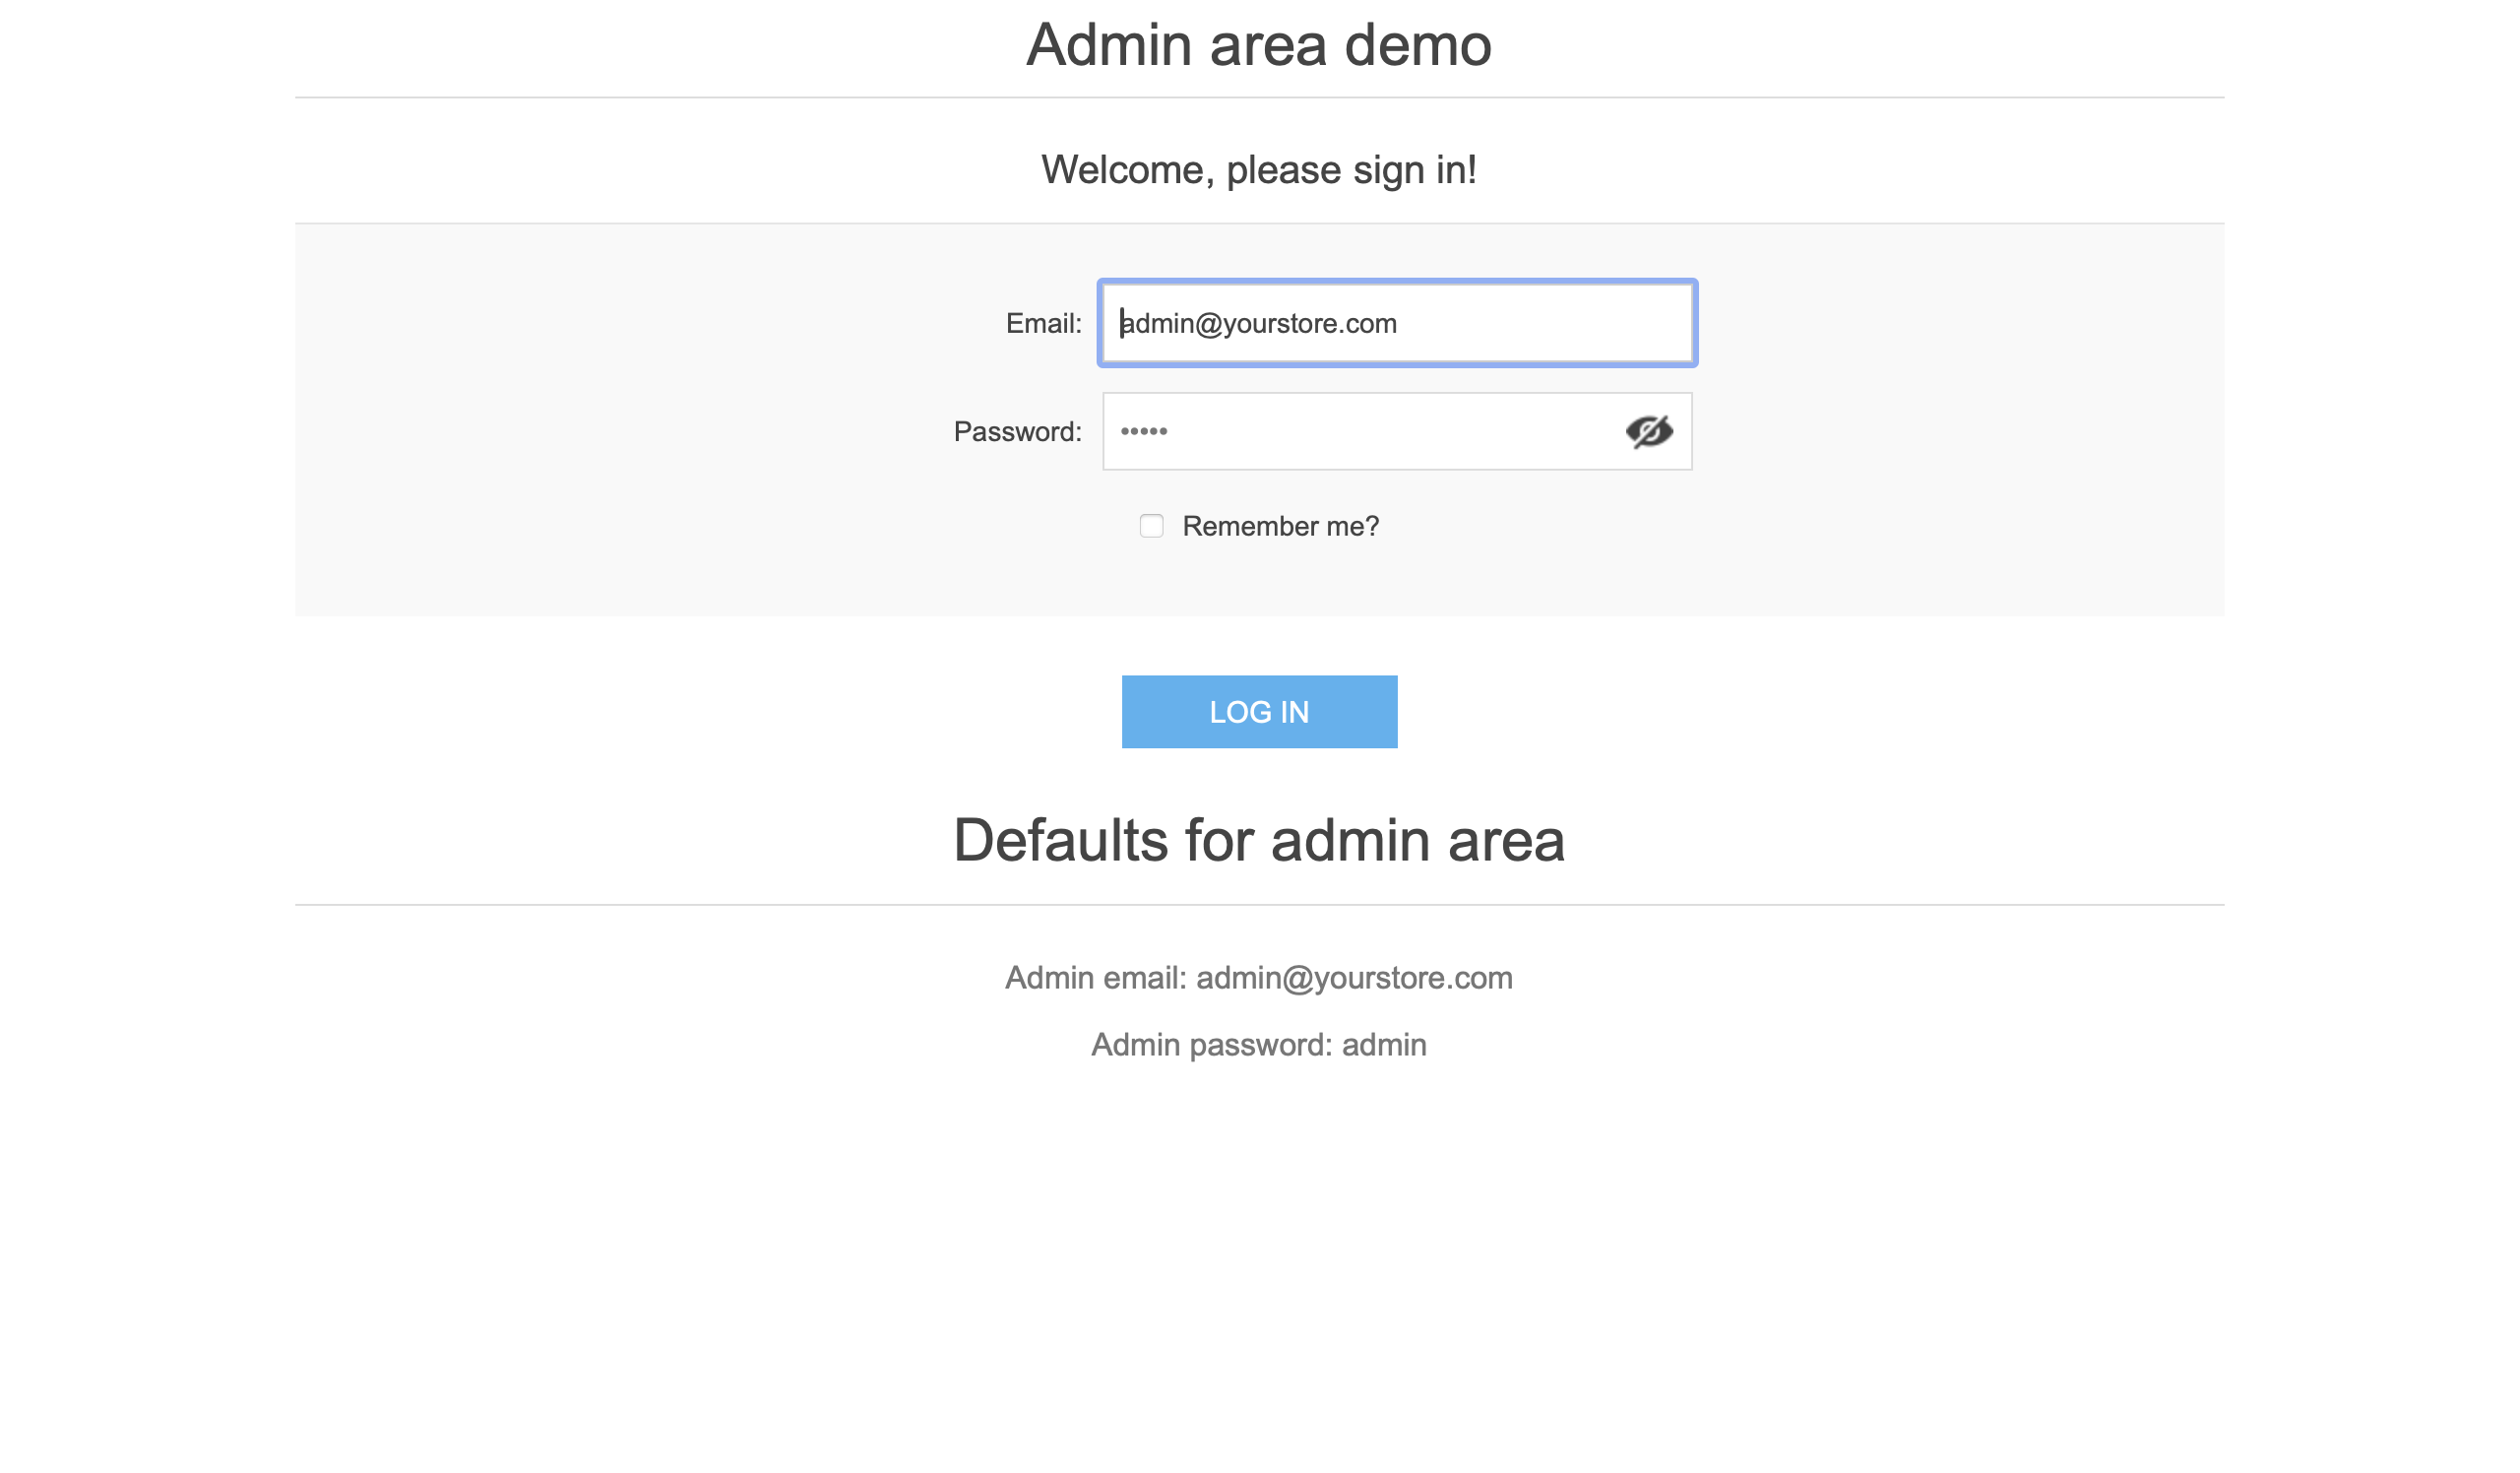 Admin area demo
Welcome, please sign in!
Email: admin@yourstore.com
Password: •••••
Remember me?
LOG IN
Defaults for admin area
Admin email: admin@yourstore.com
Admin password: admin